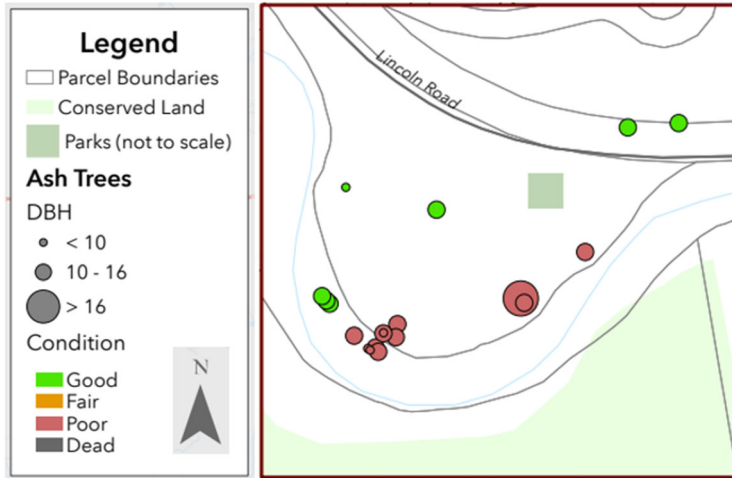 Legend
Parcel Boundaries
Conserved Land
Parks (not to scale)
Ash Trees
DBH
< 10
10 - 16
> 16
Condition
Good
Fair
Poor
Dead
N
Lincoln Road